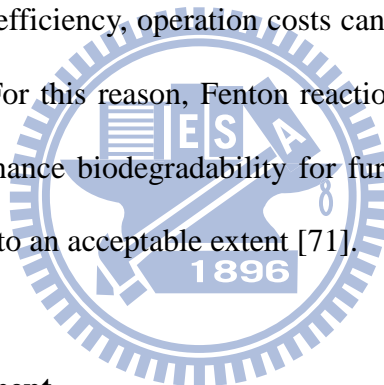 efficiency, operation costs can
For this reason, Fenton reactio
E S A
hance biodegradability for fur
to an acceptable extent [71].
1896